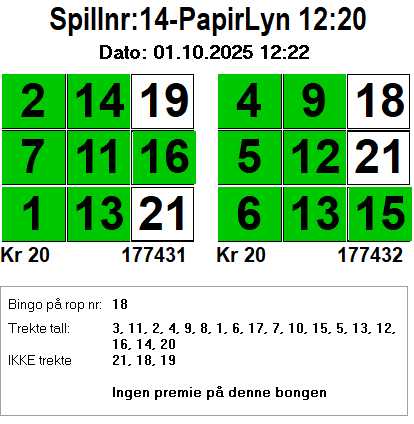 Spillnr:14-PapirLyn 12:20
Dato: 01.10.2025 12:22
2 14 19 4 9 18
7 11 16 5 12 21
1 13 21 6 13 15
Kr 20 177431 Kr 20 177432
Bingo på rop nr: 18
Trekte tall: 3, 11, 2, 4, 9, 8, 1, 6, 17, 7, 10, 15, 5, 13, 12,
16, 14, 20
IKKE trekte 21, 18, 19
Ingen premie på denne bongen